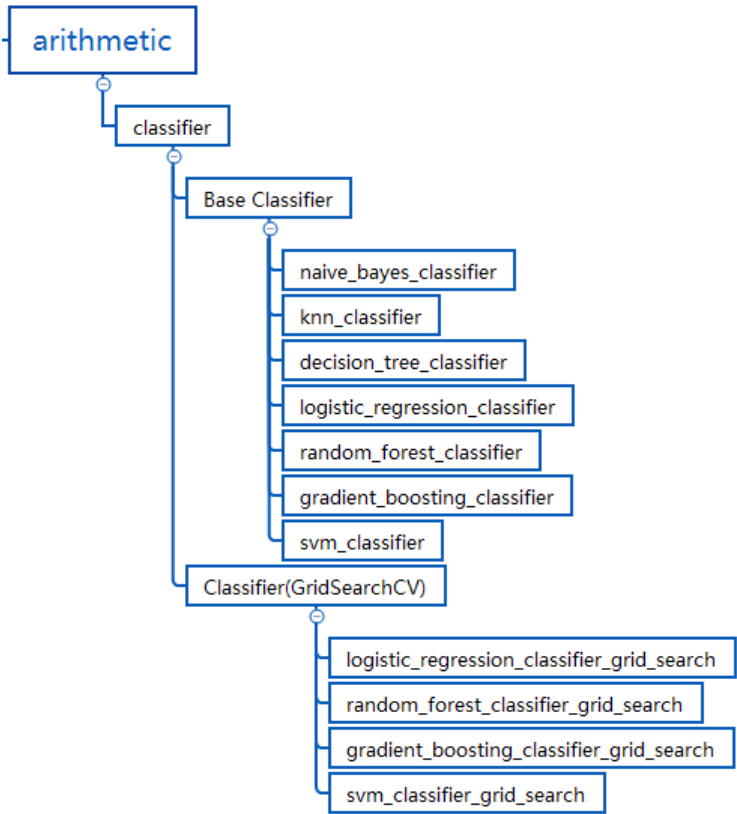 arithmetic
classifier
Base Classifier
naive_bayes_classifier
knn_classifier
decision_tree_classifier
logistic_regression_classifier
random_forest_classifier
gradient_boosting_classifier
svm_classifier
Classifier(GridSearchCV)
logistic_regression_classifier_grid_search
random_forest_classifier_grid_search
gradient_boosting_classifier_grid_search
svm_classifier_grid_search